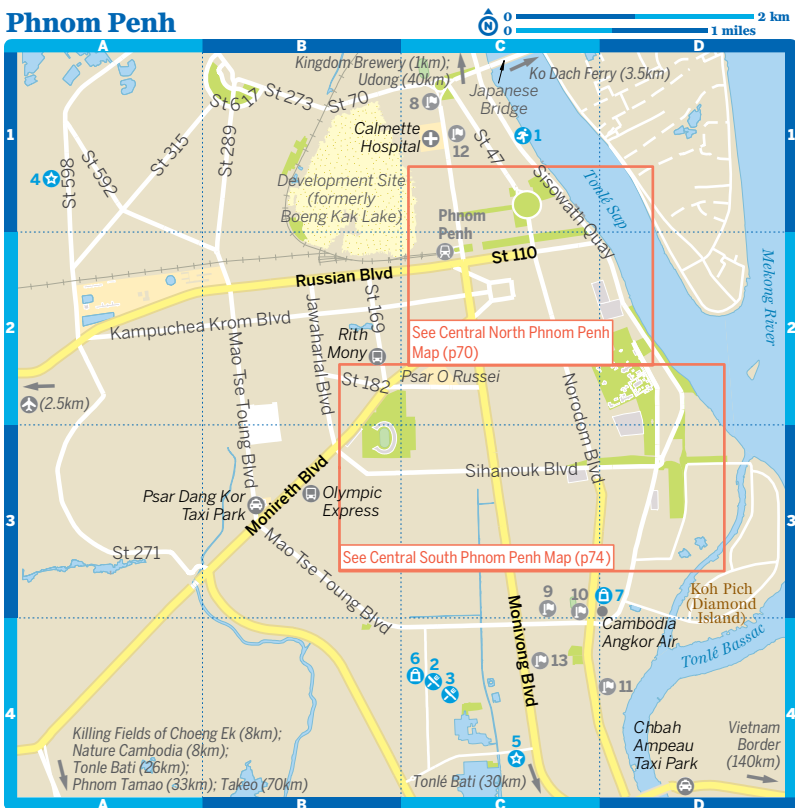 Phnom Penh
0 2 km
0 1 miles
A B C D
Kingdom Brewery (1km);
Udong (40km)
Ko Dach Ferry (3.5km)
Japanese
Bridge
St 617
St 273
St 70
8
Calmette
Hospital
12
St 47
1
1
1
St 315
St 289
4
St 598
St 592
Development Site
(formerly
Boeng Kak Lake)
Sisowath Quay
Tonlé Sap
Phnom
Penh
St 110
Russian Blvd
Mekong River
2
2
Kampuchea Krom Blvd
Jawaharlal Blvd
St 169
Rith
Mony
See Central North Phnom Penh
Map (p70)
Mao Tse Toung Blvd
St 182
Psar O Russei
Norodom Blvd
(2.5km)
Monireth Blvd
Sihanouk Blvd
Psar Dang Kor
Taxi Park
Olympic
Express
3
3
St 271
Mao Tse Toung Blvd
See Central South Phnom Penh Map (p74)
9
10
7
Koh Pich
(Diamond
Island)
Monivong Blvd
Cambodia
Angkor Air
Tonlé Bassac
13
6
2
3
11
4
4
Killing Fields of Choeng Ek (8km);
Nature Cambodia (8km);
Tonle Bati (26km);
Phnom Tamao (33km); Takeo (70km)
5
Tonlé Bati (30km)
Chbah
Ampeau
Taxi Park
Vietnam
Border
(140km)
A B C D